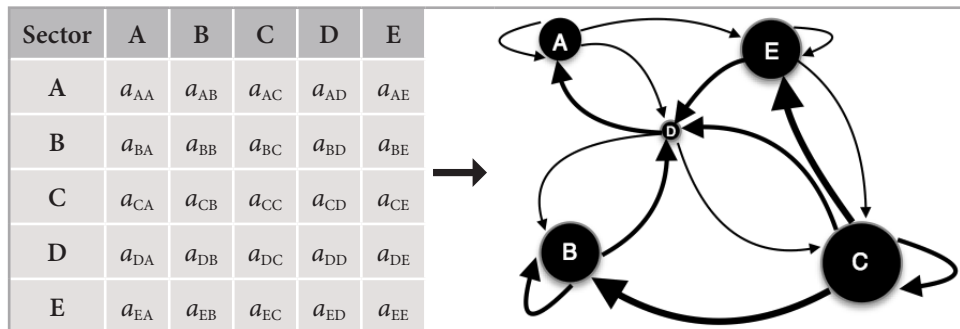 Sector A B C D E
A aAA aAB aAC aAD aAE
B aBA aBB aBC aBD aBE
C aCA aCB aCC aCD aCE
D aDA aDB aDC aDD aDE
E aEA aEB aEC aED aEE
A
E
D
B
C